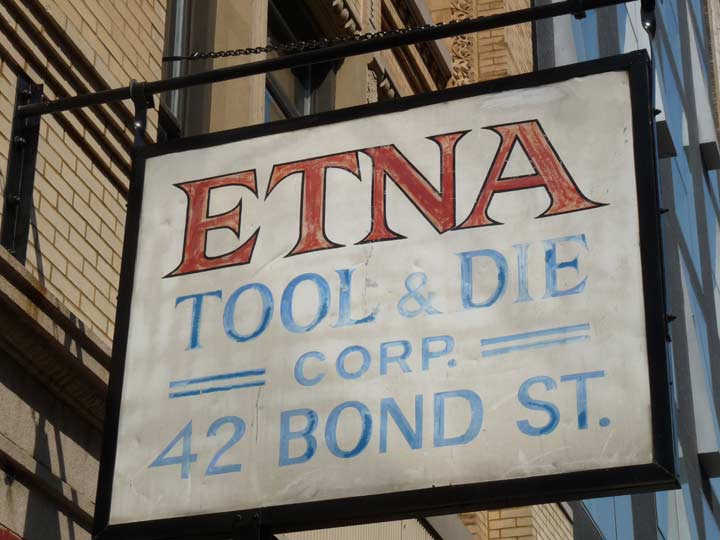 ETNA
TOOL & DIE
CORP.
42 BOND ST.